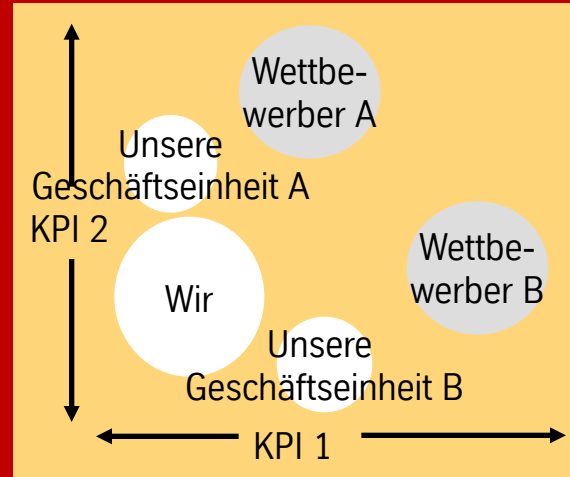 Wettbe-
werber A
Unsere
Geschäftseinheit A
KPI 2
Wettbe-
werber B
Wir
Unsere
Geschäftseinheit B
KPI 1